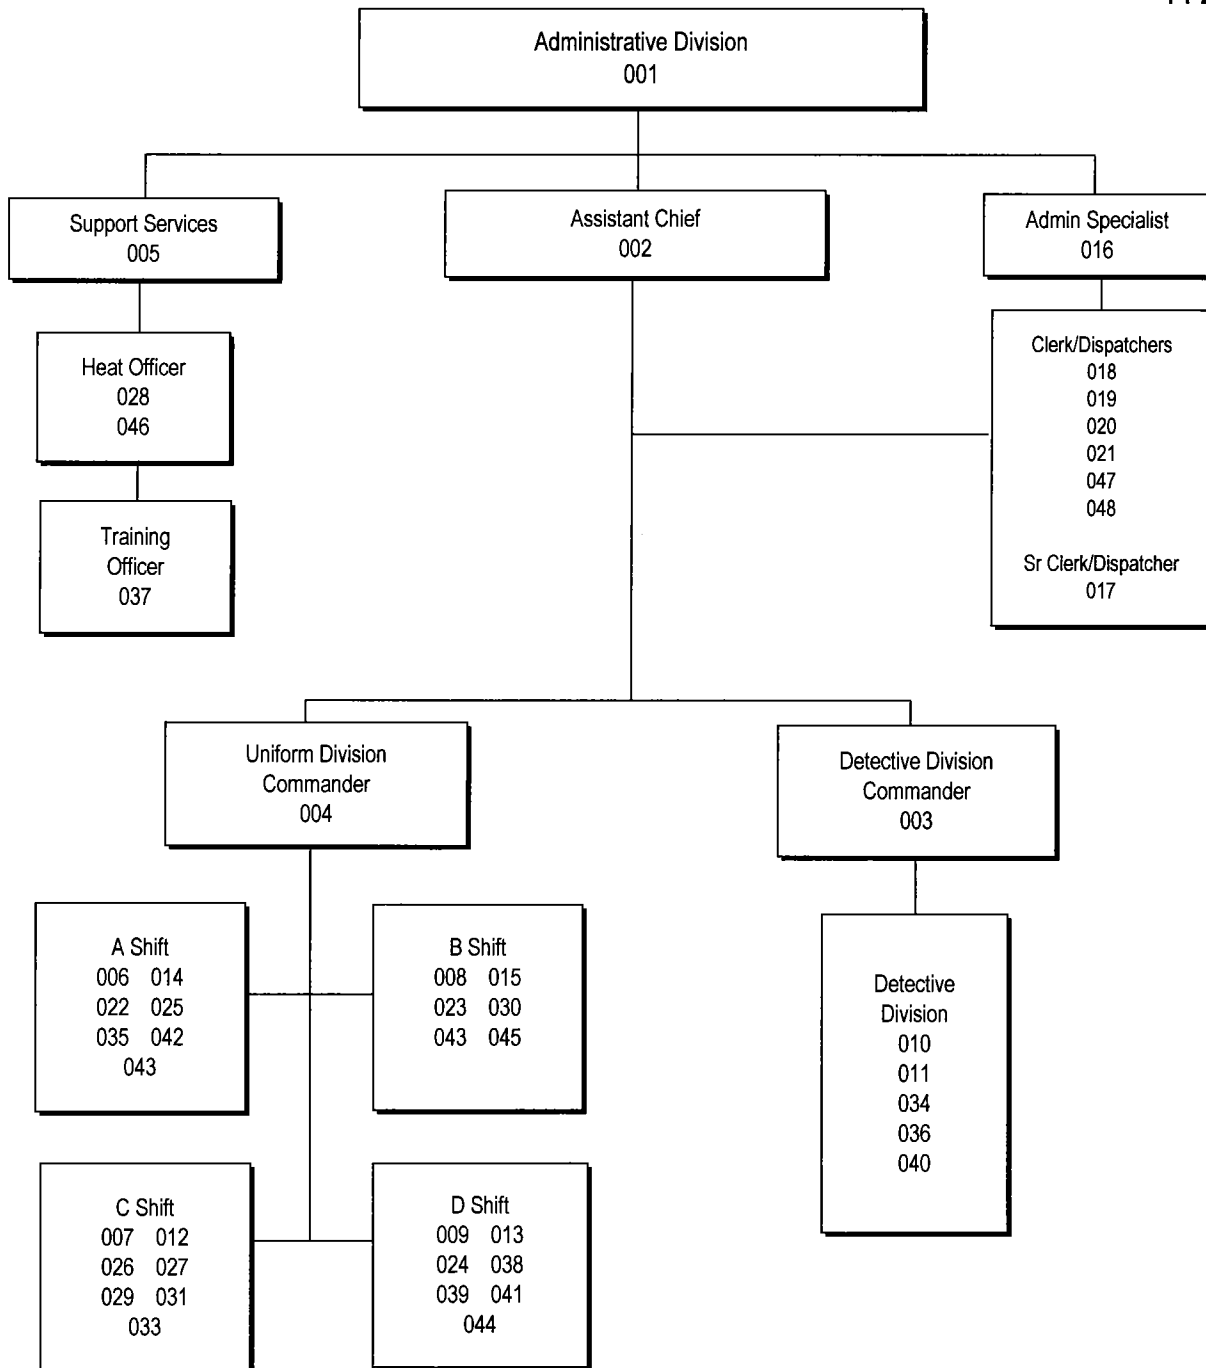 Administrative Division
001
Support Services
005
Assistant Chief
002
Admin Specialist
016
Heat Officer
028
046
Training
Officer
037
Clerk/Dispatchers
018
019
020
021
047
048
Sr Clerk/Dispatcher
017
Uniform Division
Commander
004
Detective Division
Commander
003
A Shift
006 014
022 025
035 042
043
B Shift
008 015
023 030
043 045
C Shift
007 012
026 027
029 031
033
D Shift
009 013
024 038
039 041
044
Detective
Division
010
011
034
036
040